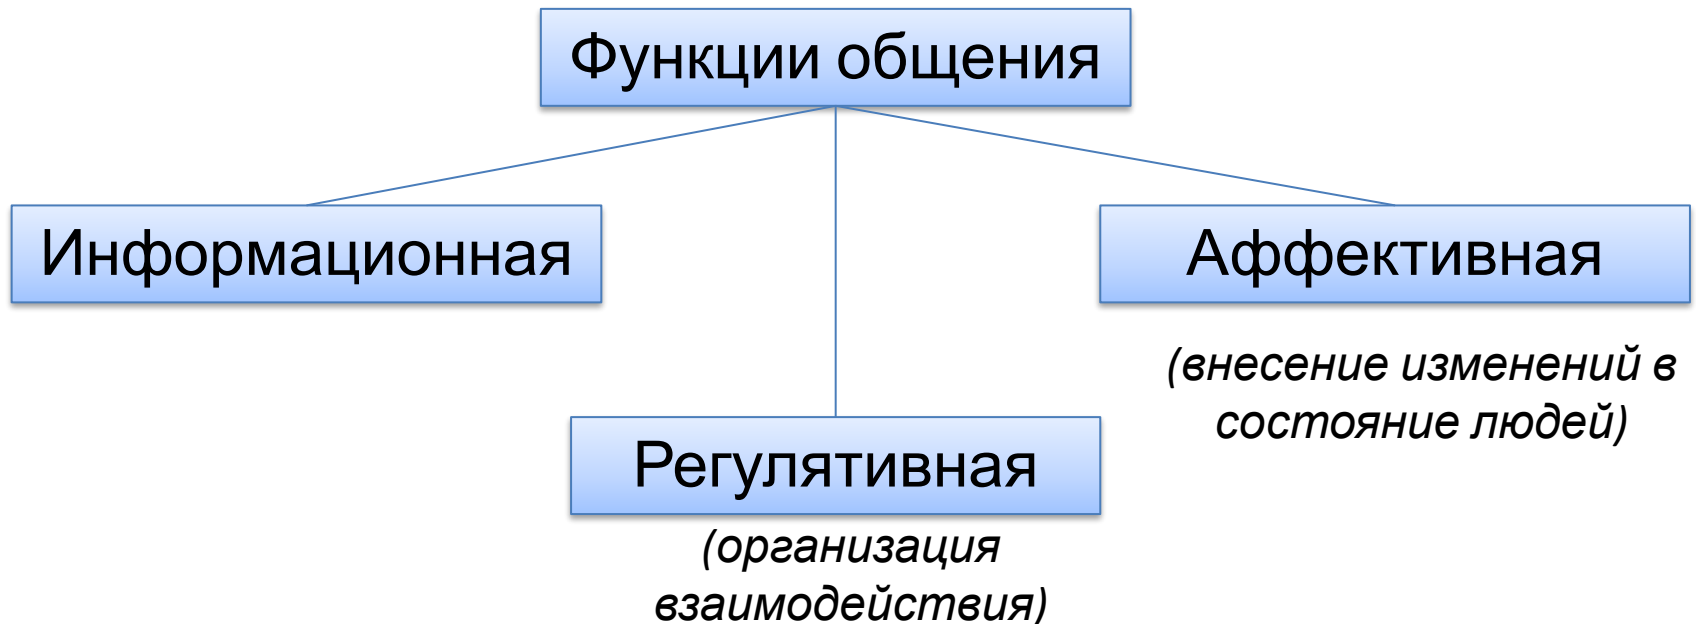 Функции общения
Информационная
Аффективная
(внесение изменений в
состояние людей)
Регулятивная
(организация
взаимодействия)